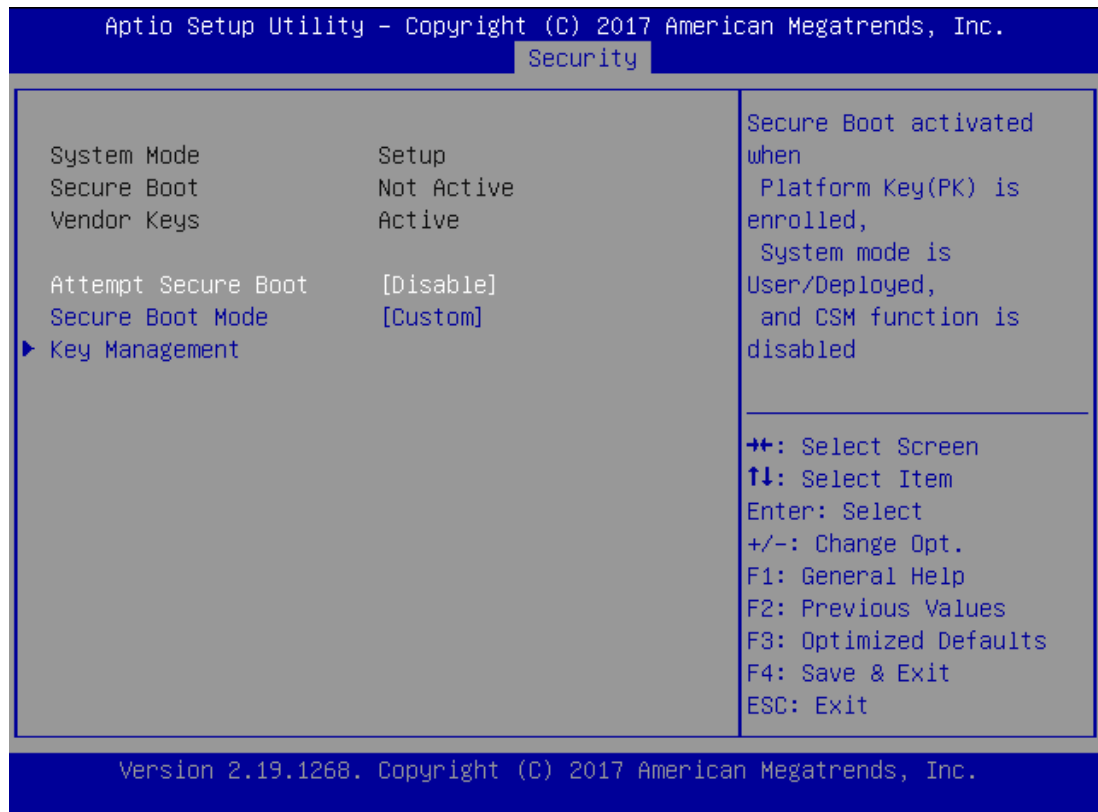 Aptio Setup Utility – Copyright (C) 2017 American Megatrends, Inc.
Security
System Mode Setup
Secure Boot Not Active
Vendor Keys Active
Attempt Secure Boot [Disable]
Secure Boot Mode [Custom]
▶ Key Management
Secure Boot activated
when
Platform Key(PK) is
enrolled,
System mode is
User/Deployed,
and CSM function is
disabled
→←: Select Screen
↑↓: Select Item
Enter: Select
+/-: Change Opt.
F1: General Help
F2: Previous Values
F3: Optimized Defaults
F4: Save & Exit
ESC: Exit
Version 2.19.1268. Copyright (C) 2017 American Megatrends, Inc.